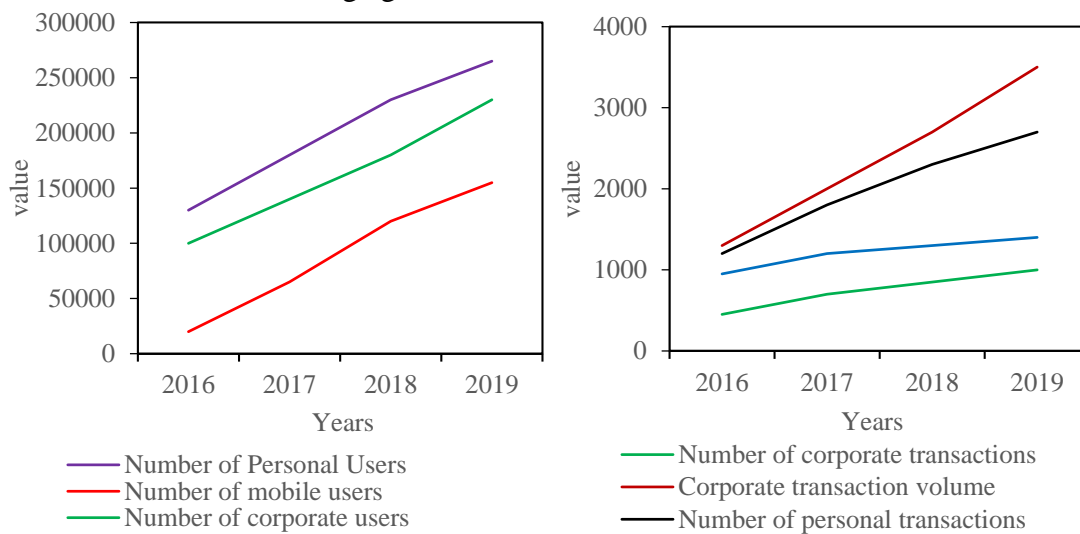 300000
250000
200000
150000
100000
50000
0
value
2016 2017 2018 2019
Years
Number of Personal Users
Number of mobile users
Number of corporate users
4000
3000
2000
1000
0
value
2016 2017 2018 2019
Years
Number of corporate transactions
Corporate transaction volume
Number of personal transactions